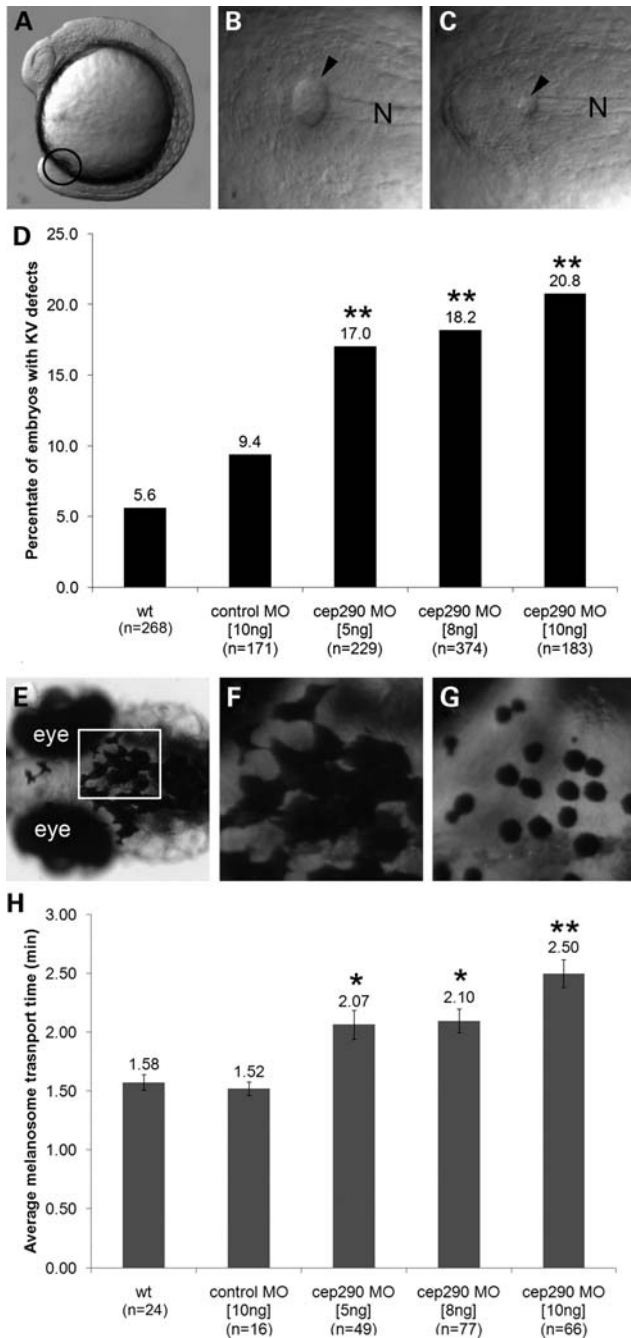 A
B
C
N
N
D
Percentate of embryos with KV defects
25.0
20.0
15.0
10.0
5.0
0.0
5.6
9.4
**
17.0
**
18.2
**
20.8
wt
(n=268)
control MO
[10ng]
(n=171)
cep290 MO
[5ng]
(n=229)
cep290 MO
[8ng]
(n=374)
cep290 MO
[10ng]
(n=183)
E
eye
eye
F
G
H
Average melanosome trasnport time (min)
3.00
2.50
2.00
1.50
1.00
0.50
0.00
1.58
1.52
*
2.07
*
2.10
**
2.50
wt
(n=24)
control MO
[10ng]
(n=16)
cep290 MO
[5ng]
(n=49)
cep290 MO
[8ng]
(n=77)
cep290 MO
[10ng]
(n=66)